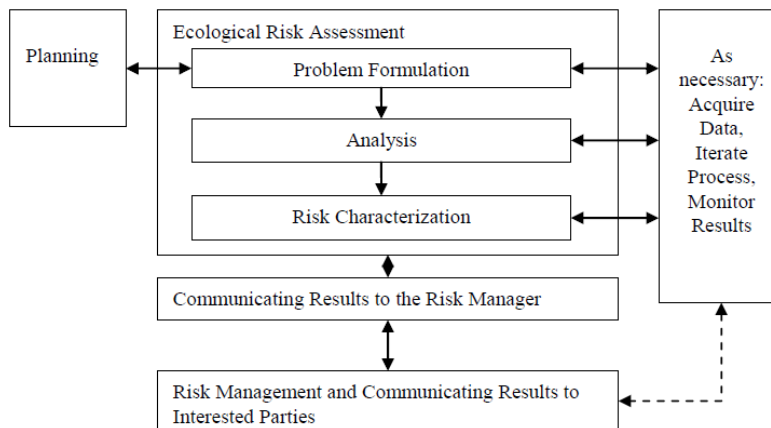 Planning
Ecological Risk Assessment
Problem Formulation
Analysis
Risk Characterization
As
necessary:
Acquire
Data,
Iterate
Process,
Monitor
Results
Communicating Results to the Risk Manager
Risk Management and Communicating Results to
Interested Parties